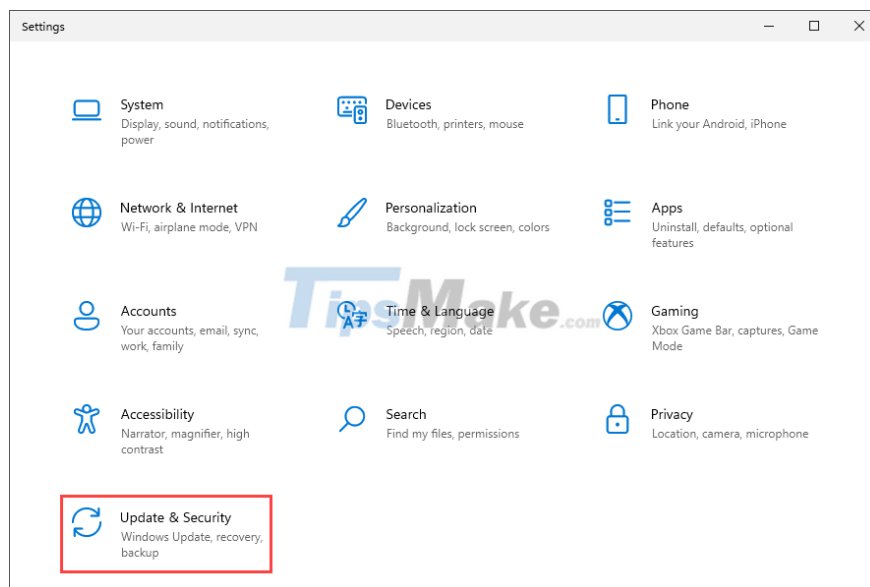 Settings
System
Display, sound, notifications,
power
Devices
Bluetooth, printers, mouse
Phone
Link your Android, iPhone
Network & Internet
Wi-Fi, airplane mode, VPN
Personalization
Background, lock screen, colors
Apps
Uninstall, defaults, optional
features
Accounts
Your accounts, email, sync,
work, family
Time & Language
Speech, region, date
Gaming
Xbox Game Bar, captures, Game
Mode
TipsMake.com
Accessibility
Narrator, magnifier, high
contrast
Search
Find my files, permissions
Privacy
Location, camera, microphone
Update & Security
Windows Update, recovery,
backup